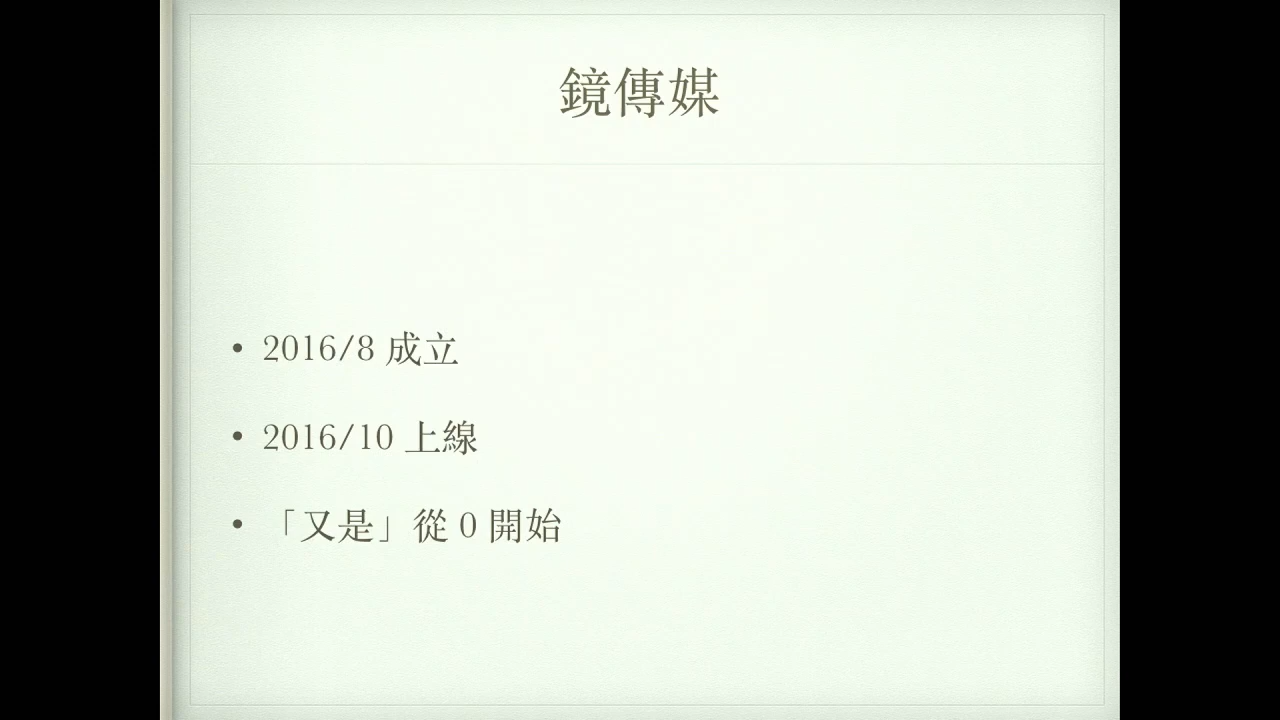 鏡傳媒
• 2016/8 成立
• 2016/10 上線
• 「又是」從 0 開始